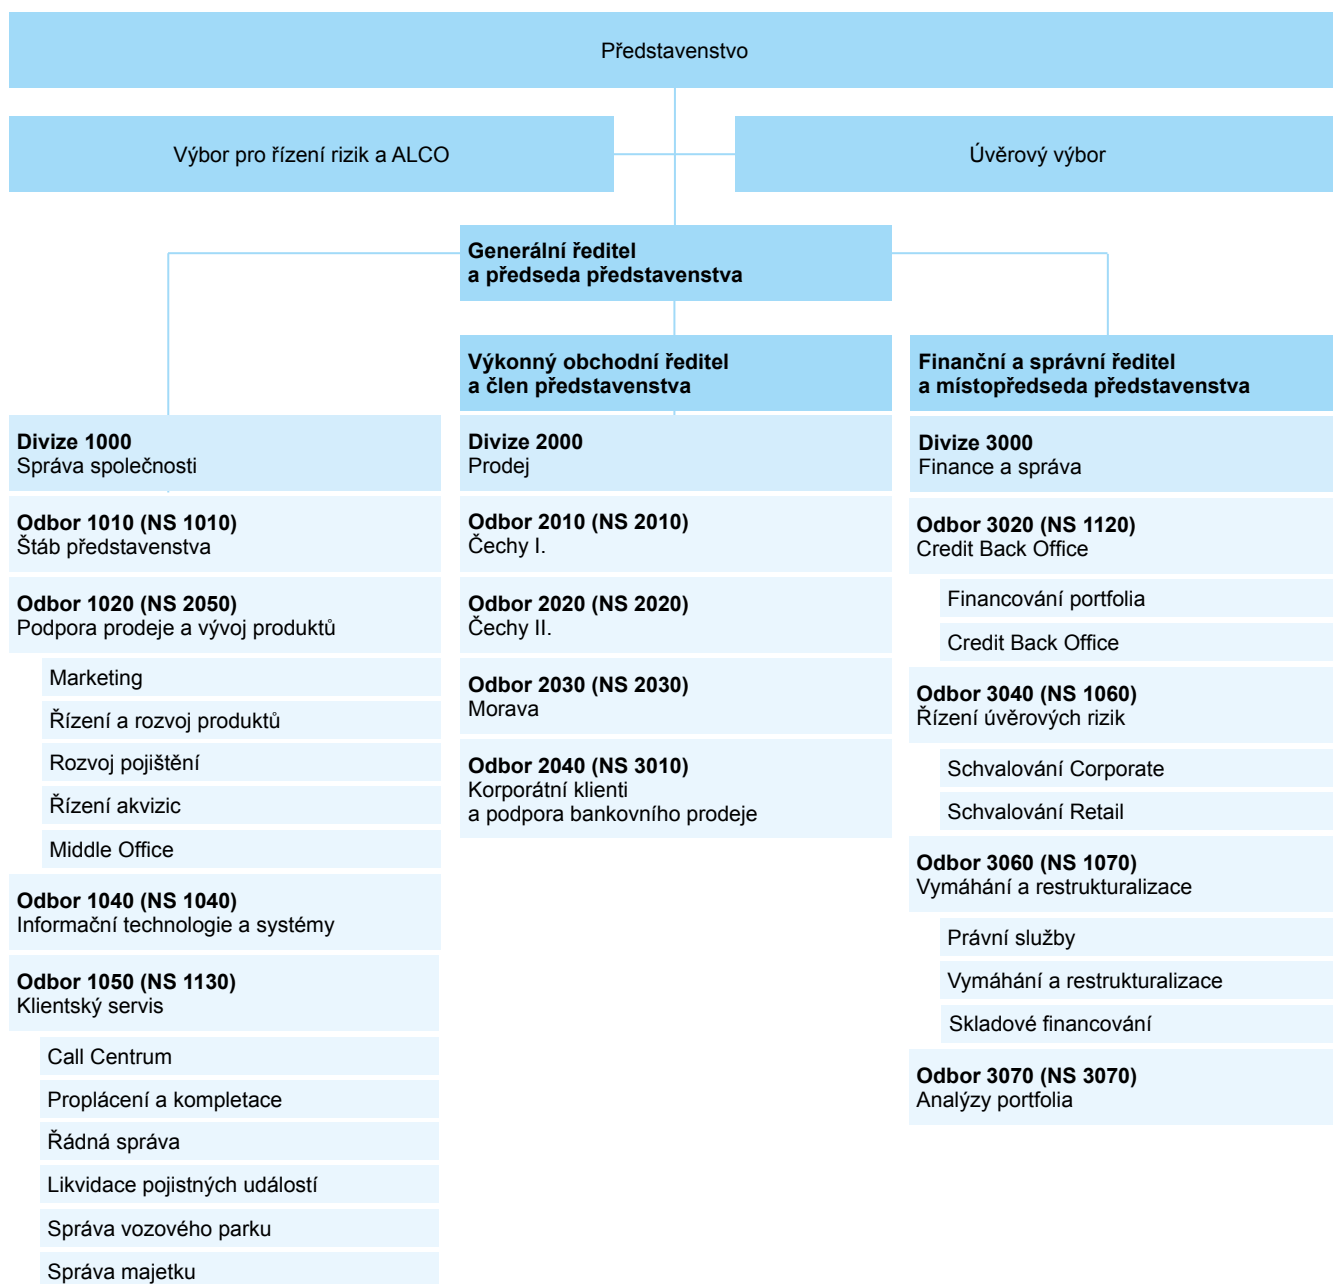 Představenstvo
Výbor pro řízení rizik a ALCO
Úvěrový výbor
Generální ředitel
a předseda představenstva
Výkonný obchodní ředitel
a člen představenstva
Finanční a správní ředitel
a místopředseda představenstva
Divize 1000
Správa společnosti
Odbor 1010 (NS 1010)
Štáb představenstva
Odbor 1020 (NS 2050)
Podpora prodeje a vývoj produktů
Marketing
Řízení a rozvoj produktů
Rozvoj pojištění
Řízení akvizic
Middle Office
Odbor 1040 (NS 1040)
Informační technologie a systémy
Odbor 1050 (NS 1130)
Klientský servis
Call Centrum
Proplácení a kompletace
Řádná správa
Likvidace pojistných událostí
Správa vozového parku
Správa majetku
Divize 2000
Prodej
Odbor 2010 (NS 2010)
Čechy I.
Odbor 2020 (NS 2020)
Čechy II.
Odbor 2030 (NS 2030)
Morava
Odbor 2040 (NS 3010)
Korporátní klienti
a podpora bankovního prodeje
Divize 3000
Finance a správa
Odbor 3020 (NS 1120)
Credit Back Office
Financování portfolia
Credit Back Office
Odbor 3040 (NS 1060)
Řízení úvěrových rizik
Schvalování Corporate
Schvalování Retail
Odbor 3060 (NS 1070)
Vymáhání a restrukturalizace
Právní služby
Vymáhání a restrukturalizace
Skladové financování
Odbor 3070 (NS 3070)
Analýzy portfolia